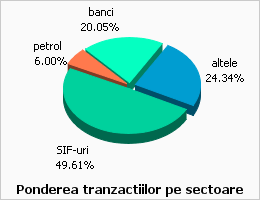 banci
20.05%
petrol
6.00%
altele
24.34%
SIF-uri
49.61%
Ponderea tranzactiilor pe sectoare